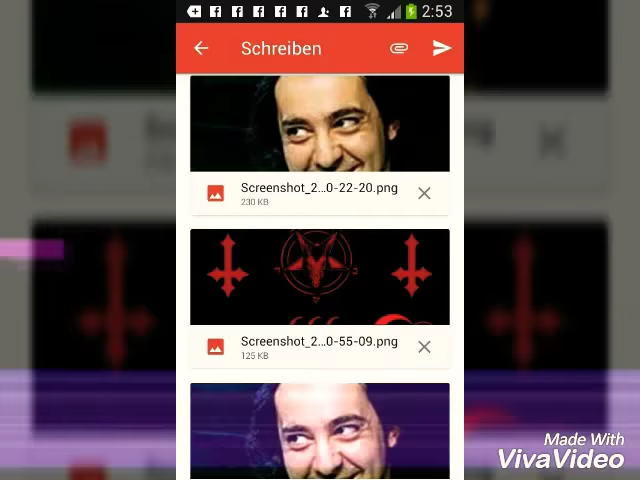 2:53
Schreiben
Screenshot_2...0-22-20.png
230 KB
Screenshot_2...0-55-09.png
125 KB
Made With
VivaVideo